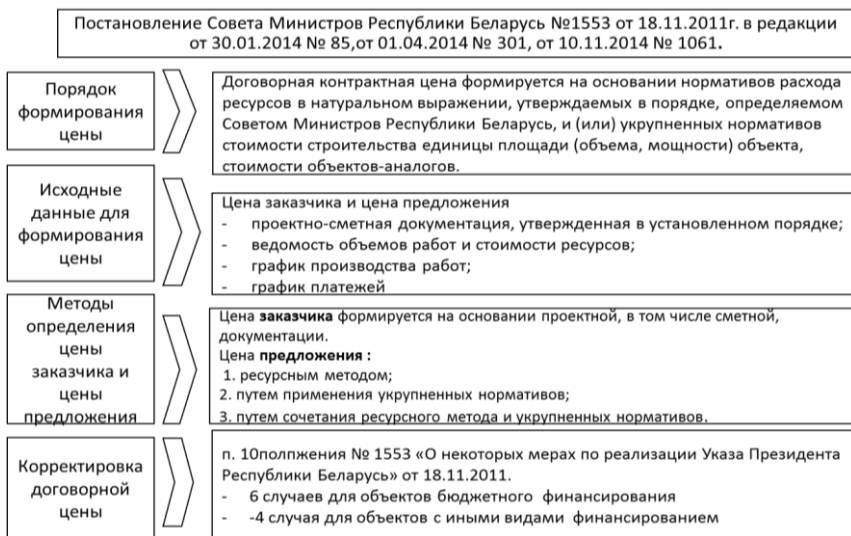 Постановление Совета Министров Республики Беларусь №1553 от 18.11.2011г. в редакции
от 30.01.2014 № 85,от 01.04.2014 № 301, от 10.11.2014 № 1061.
Порядок
формирования
цены
Договорная контрактная цена формируется на основании нормативов расхода
ресурсов в натуральном выражении, утверждаемых в порядке, определяемом
Советом Министров Республики Беларусь, и (или) укрупненных нормативов
стоимости строительства единицы площади (объема, мощности) объекта,
стоимости объектов-аналогов.
Исходные
данные для
формирования
цены
Цена заказчика и цена предложения
- проектно-сметная документация, утвержденная в установленном порядке;
- ведомость объемов работ и стоимости ресурсов;
- график производства работ;
- график платежей
Методы
определения
цены
заказчика и
цены
предложения
Цена заказчика формируется на основании проектной, в том числе сметной,
документации.
Цена предложения :
1. ресурсным методом;
2. путем применения укрупненных нормативов;
3. путем сочетания ресурсного метода и укрупненных нормативов.
Корректировка
договорной
цены
п. 10полпжения № 1553 «О некоторых мерах по реализации Указа Президента
Республики Беларусь» от 18.11.2011.
- 6 случаев для объектов бюджетного финансирования
- -4 случая для объектов с иными видами финансированием